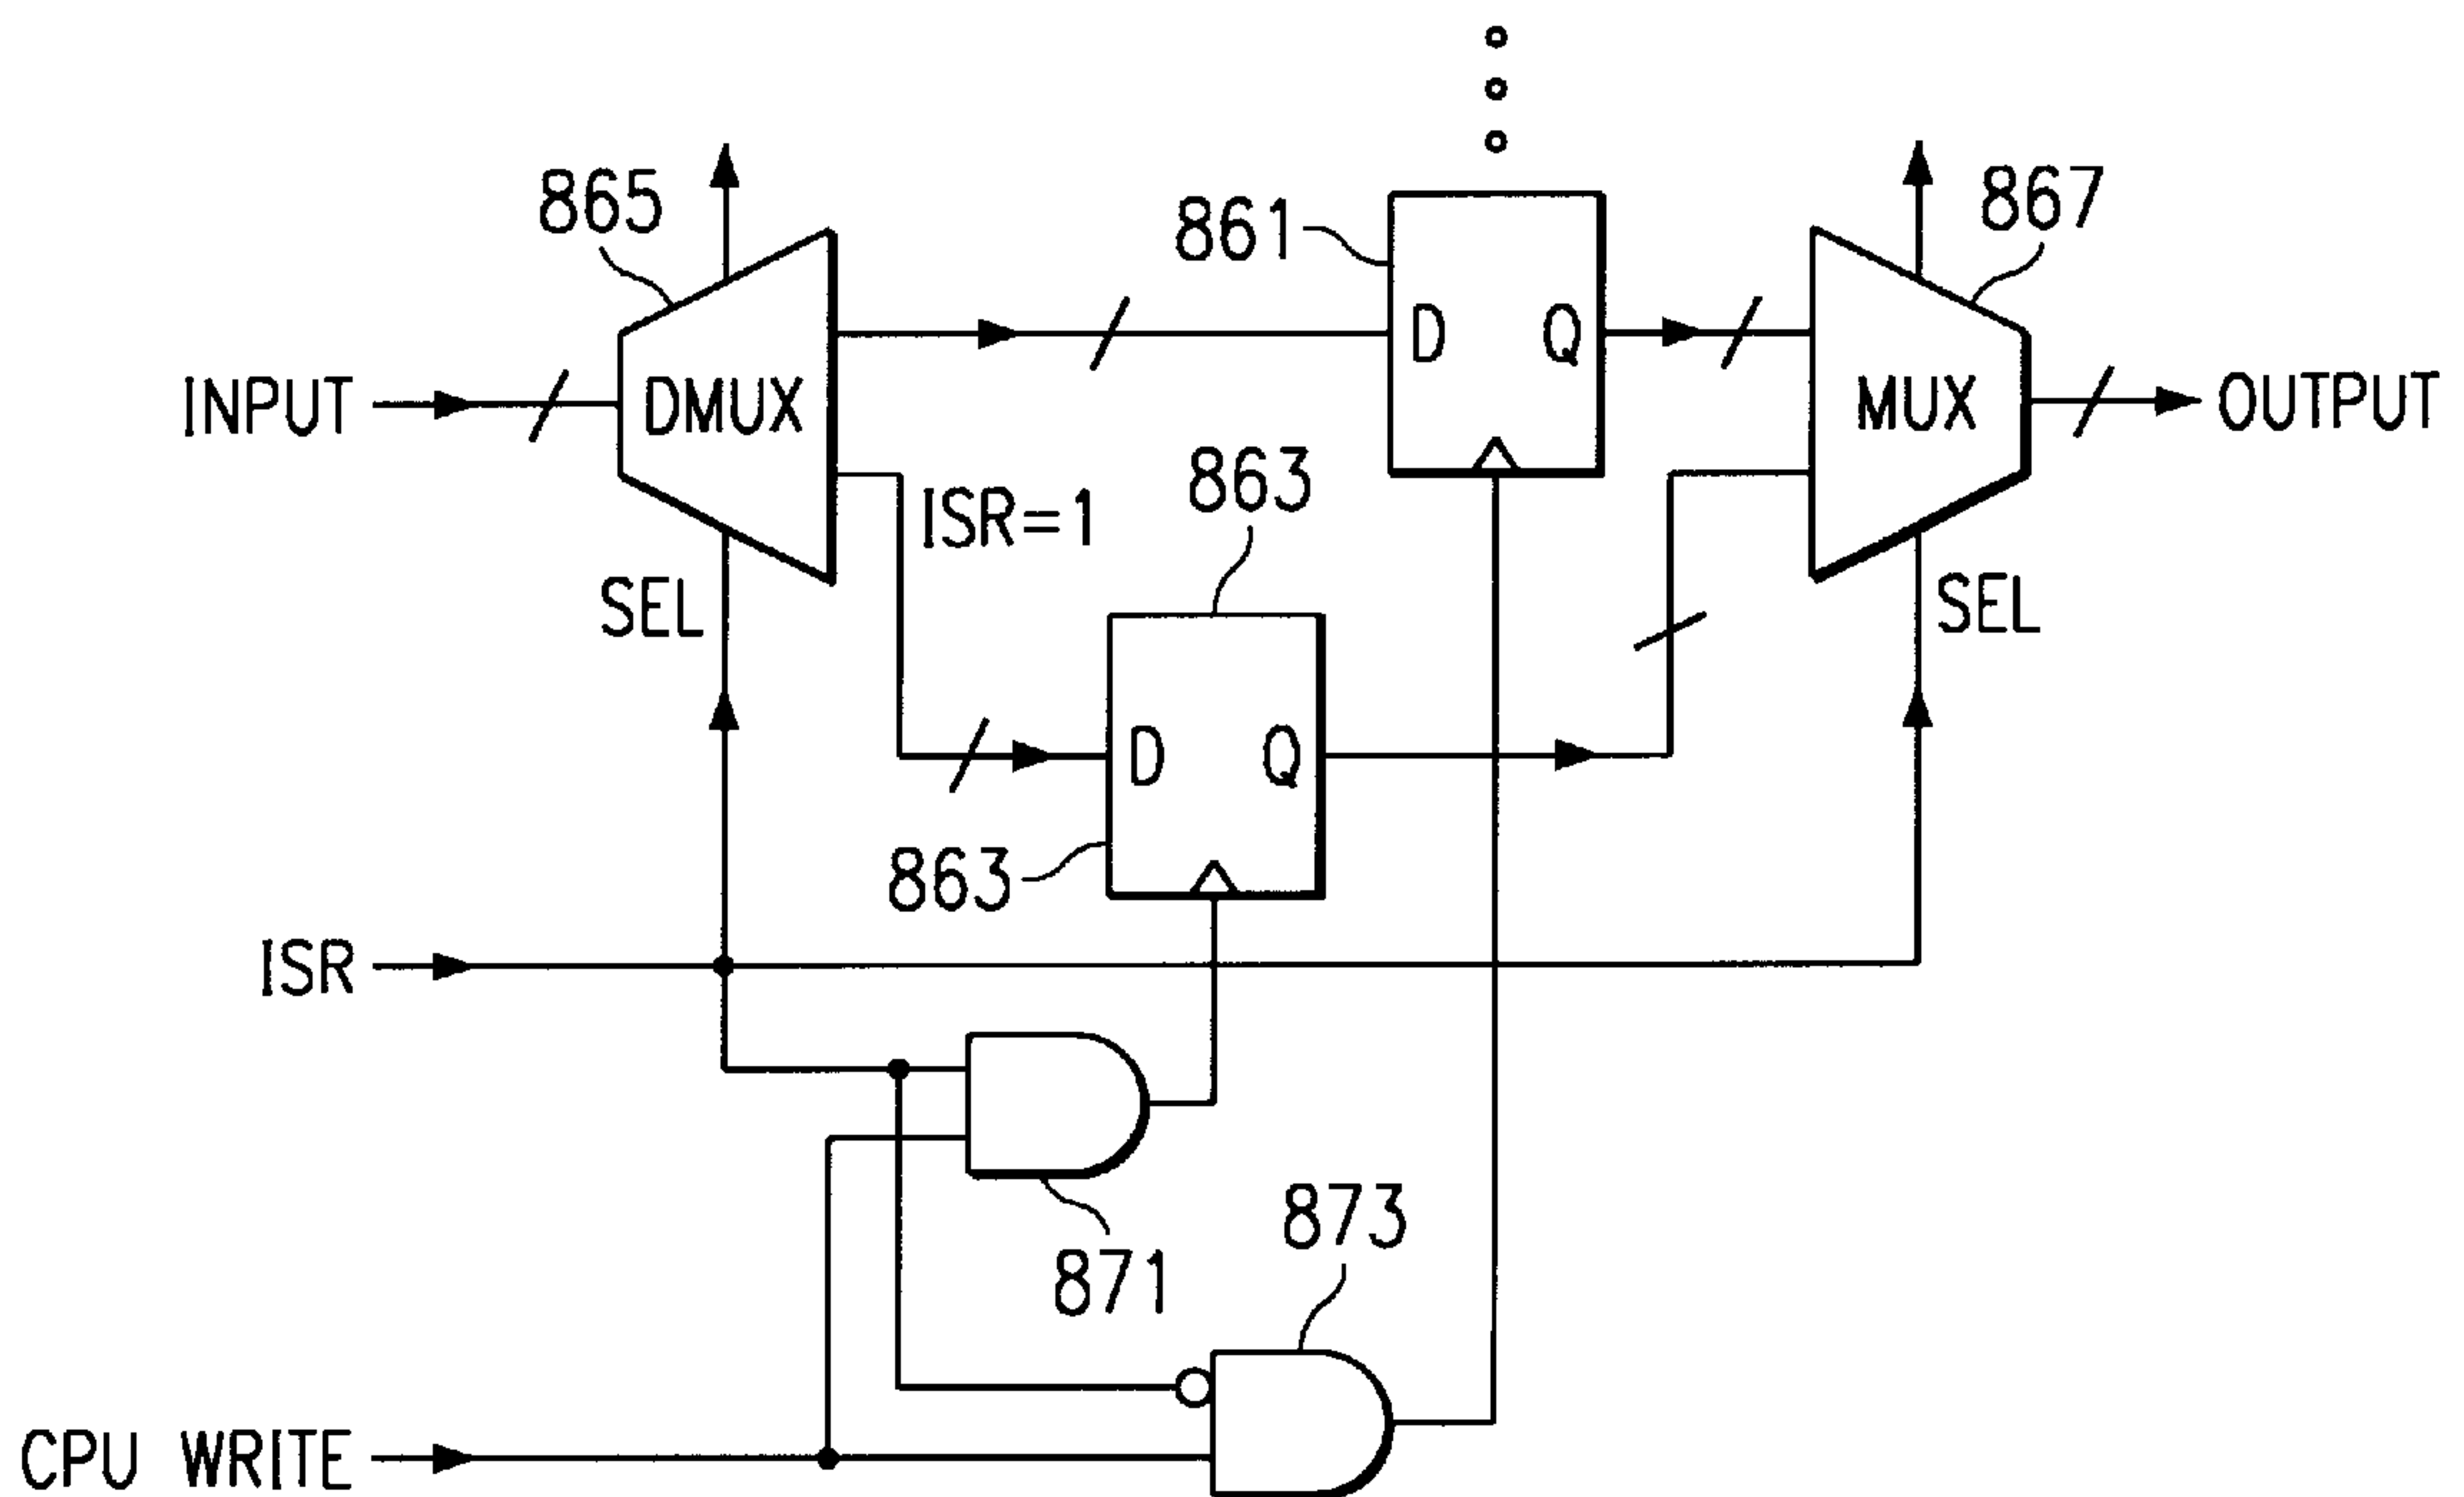 865
861
867
D Q
INPUT
DMUX
MUX
OUTPUT
863
ISR=1
SEL
SEL
D Q
863
ISR
871
873
CPU WRITE